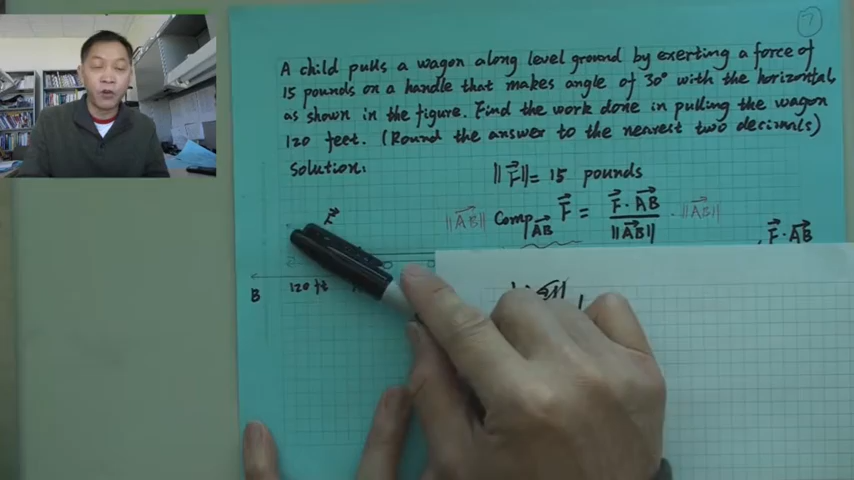 7
A child pulls a wagon along level ground by exerting a force of
15 pounds on a handle that makes angle of 30° with the horizontal
as shown in the figure. Find the work done in pulling the wagon
120 feet. (Round the answer to the nearest two decimals)
Solution:
||F⃗|| = 15 pounds
F⃗
||AB⃗|| Comp_AB⃗ F⃗ = F⃗ · AB⃗ / ||AB⃗|| · ||AB⃗||
F⃗ · AB⃗
B 120 ft